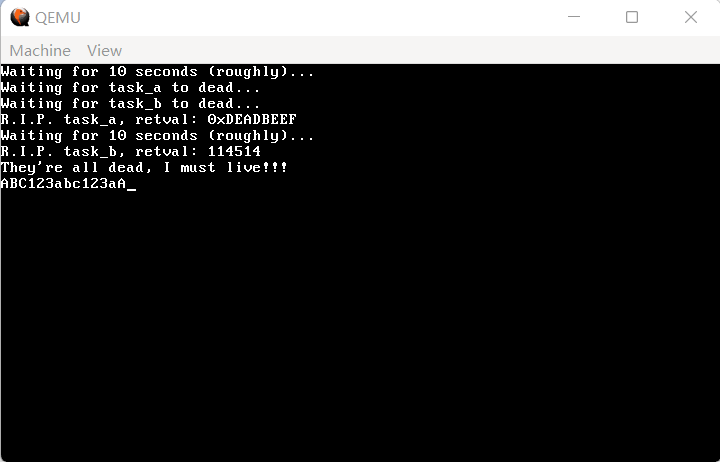 QEMU
Machine View
Waiting for 10 seconds (roughly)...
Waiting for task_a to dead...
Waiting for task_b to dead...
R.I.P. task_a, retval: 0xDEADBEEF
Waiting for 10 seconds (roughly)...
R.I.P. task_b, retval: 114514
They're all dead, I must live!!!
ABC123abc123aA_